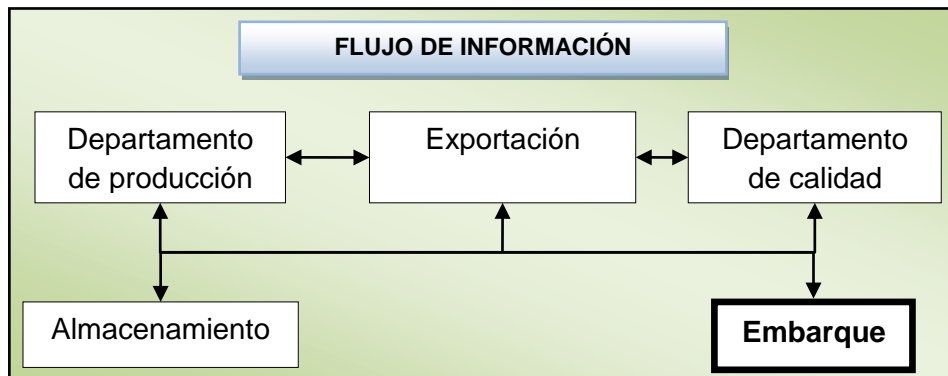 FLUJO DE INFORMACIÓN
Departamento
de producción
Exportación
Departamento
de calidad
Almacenamiento
Embarque